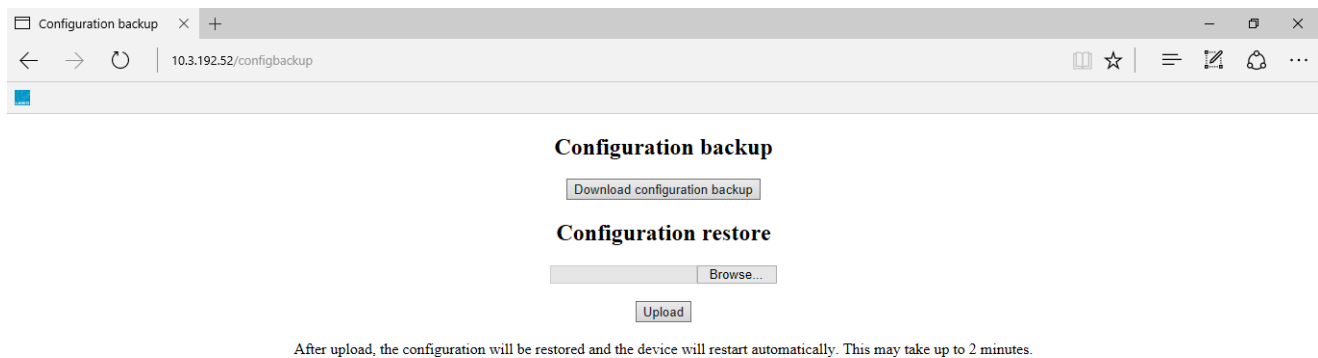 Configuration backup
10.3.192.52/configbackup
LAWO
Configuration backup
Download configuration backup
Configuration restore
Browse...
Upload
After upload, the configuration will be restored and the device will restart automatically. This may take up to 2 minutes.